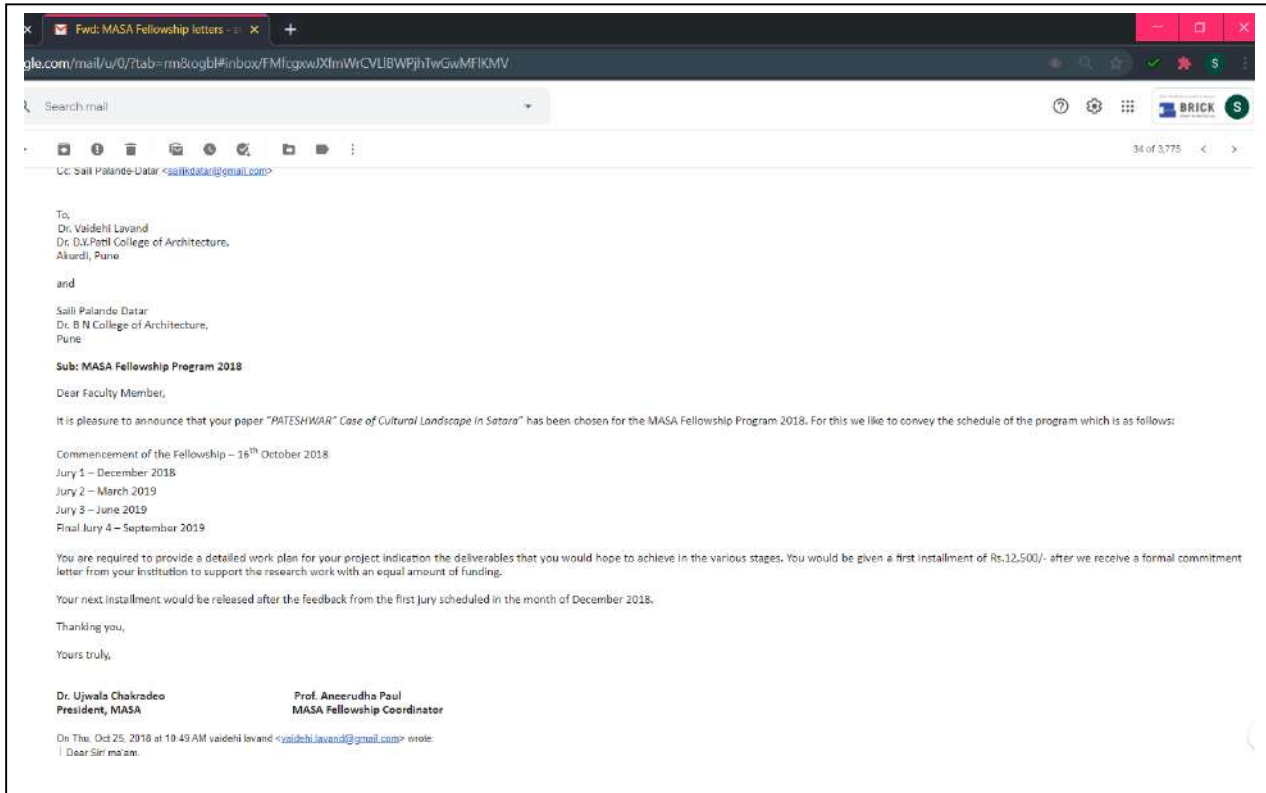 Fwd: MASA Fellowship letters - s
gle.com/mail/u/0/?tab=rm&ogbl#inbox/FMfcgxwJXfmWrCVLlBWPjhTwGwMFlKMV
Search mail
BRICK S
34 of 3,775
Cc: Saili Palande-Datar <sailikdatar@gmail.com>
To,
Dr. Vaidehi Lavand
Dr. D.Y.Patil College of Architecture,
Akurdi, Pune
and
Saili Palande Datar
Dr. B N College of Architecture,
Pune
Sub: MASA Fellowship Program 2018
Dear Faculty Member,
It is pleasure to announce that your paper "PATESHWAR" Case of Cultural Landscape in Satara" has been chosen for the MASA Fellowship Program 2018. For this we like to convey the schedule of the program which is as follows:
Commencement of the Fellowship – 16th October 2018
Jury 1 – December 2018
Jury 2 – March 2019
Jury 3 – June 2019
Final Jury 4 – September 2019
You are required to provide a detailed work plan for your project indication the deliverables that you would hope to achieve in the various stages. You would be given a first installment of Rs.12,500/- after we receive a formal commitment
letter from your institution to support the research work with an equal amount of funding.
Your next installment would be released after the feedback from the first jury scheduled in the month of December 2018.
Thanking you,
Yours truly,
Dr. Ujwala Chakradeo Prof. Aneerudha Paul
President, MASA MASA Fellowship Coordinator
On Thu, Oct 25, 2018 at 10:49 AM vaidehi lavand <vaidehi.lavand@gmail.com> wrote:
Dear Sir/ ma'am,